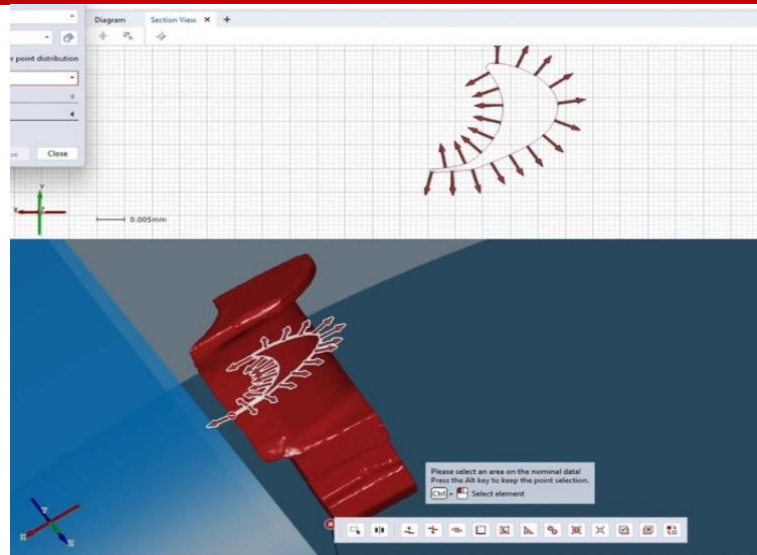 Diagram
Section View
point distribution
Close
Y
X
0.005mm
Please select an area on the nominal data!
Press the Alt key to keep the point selection.
Ctrl + Select element